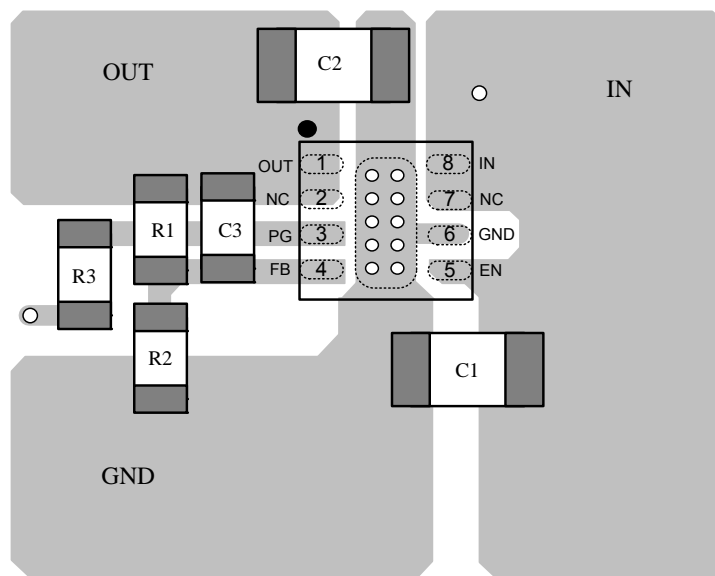 C2
OUT
IN
OUT 1 8 IN
NC 2 7 NC
R1 C3 PG 3 6 GND
FB 4 5 EN
R3
R2
C1
GND